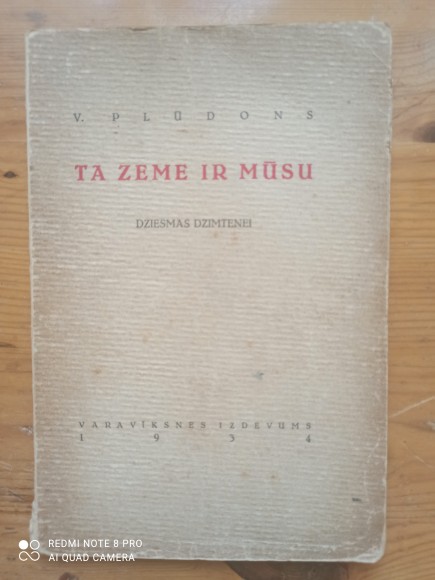 V. PLŪDONS
TA ZEME IR MŪSU
DZIESMAS DZIMTENEI
VARAVĪKSNES IZDEVUMS
1934
REDMI NOTE 8 PRO
AI QUAD CAMERA